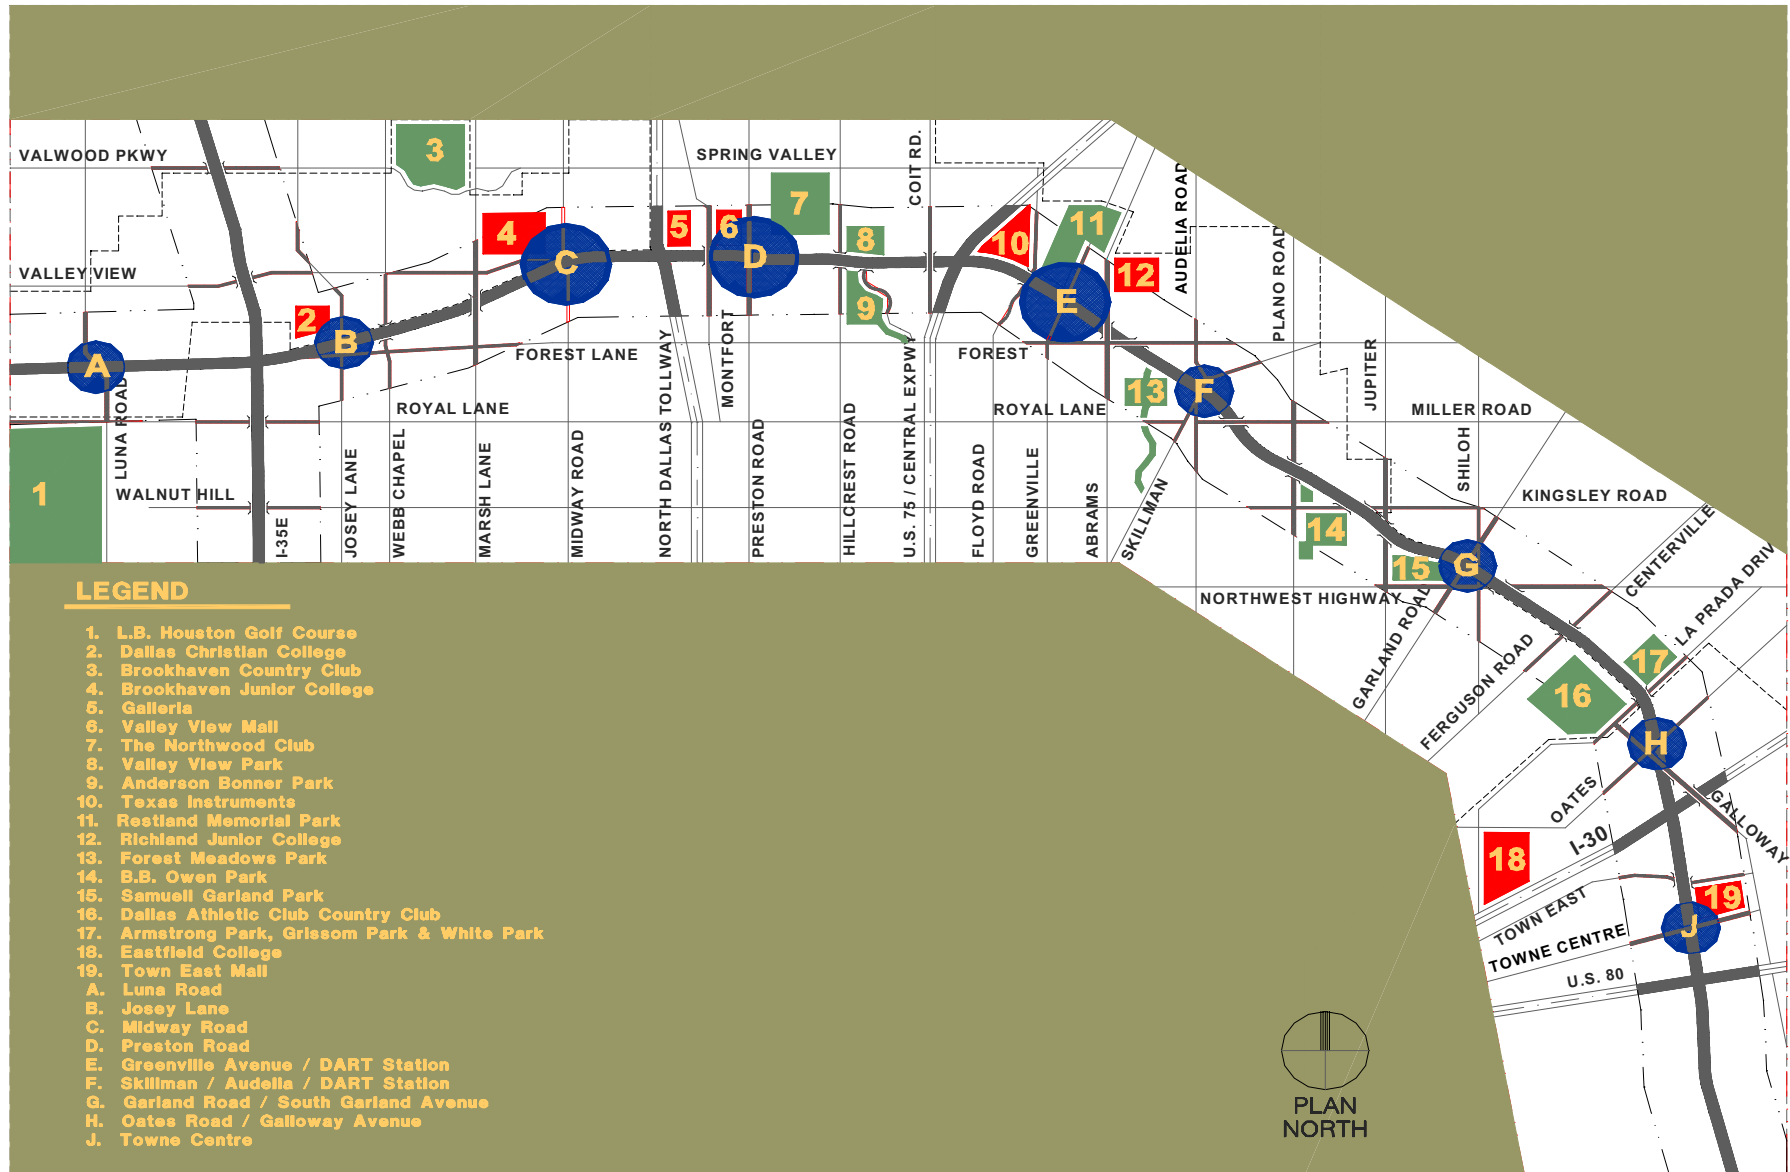 VALWOOD PKWY
3
SPRING VALLEY
COIT RD.
AUDELIA ROAD
7
4
5
6
8
10
11
PLANO ROAD
VALLEY VIEW
C
D
12
2
9
E
B
A
FOREST LANE
NORTH DALLAS TOLLWAY
MONTFORT
FOREST
JUPITER
13
F
LUNA ROAD
ROYAL LANE
ROYAL LANE
MILLER ROAD
1
WALNUT HILL
I-35E
JOSEY LANE
WEBB CHAPEL
MARSH LANE
MIDWAY ROAD
PRESTON ROAD
HILLCREST ROAD
U.S. 75 / CENTRAL EXPWY
FLOYD ROAD
GREENVILLE
ABRAMS
SKILLMAN
SHILOH
KINGSLEY ROAD
14
CENTERVILLE
15
G
NORTHWEST HIGHWAY
GARLAND ROAD
LA PRADA DRIV
FERGUSON ROAD
17
16
H
OATES
GALLOWAY
I-30
18
19
TOWN EAST
J
TOWNE CENTRE
U.S. 80
LEGEND
1. L.B. Houston Golf Course
2. Dallas Christian College
3. Brookhaven Country Club
4. Brookhaven Junior College
5. Galleria
6. Valley View Mall
7. The Northwood Club
8. Valley View Park
9. Anderson Bonner Park
10. Texas Instruments
11. Restland Memorial Park
12. Richland Junior College
13. Forest Meadows Park
14. B.B. Owen Park
15. Samuell Garland Park
16. Dallas Athletic Club Country Club
17. Armstrong Park, Grissom Park & White Park
18. Eastfield College
19. Town East Mall
A. Luna Road
B. Josey Lane
C. Midway Road
D. Preston Road
E. Greenville Avenue / DART Station
F. Skillman / Audelia / DART Station
G. Garland Road / South Garland Avenue
H. Oates Road / Galloway Avenue
J. Towne Centre
PLAN
NORTH